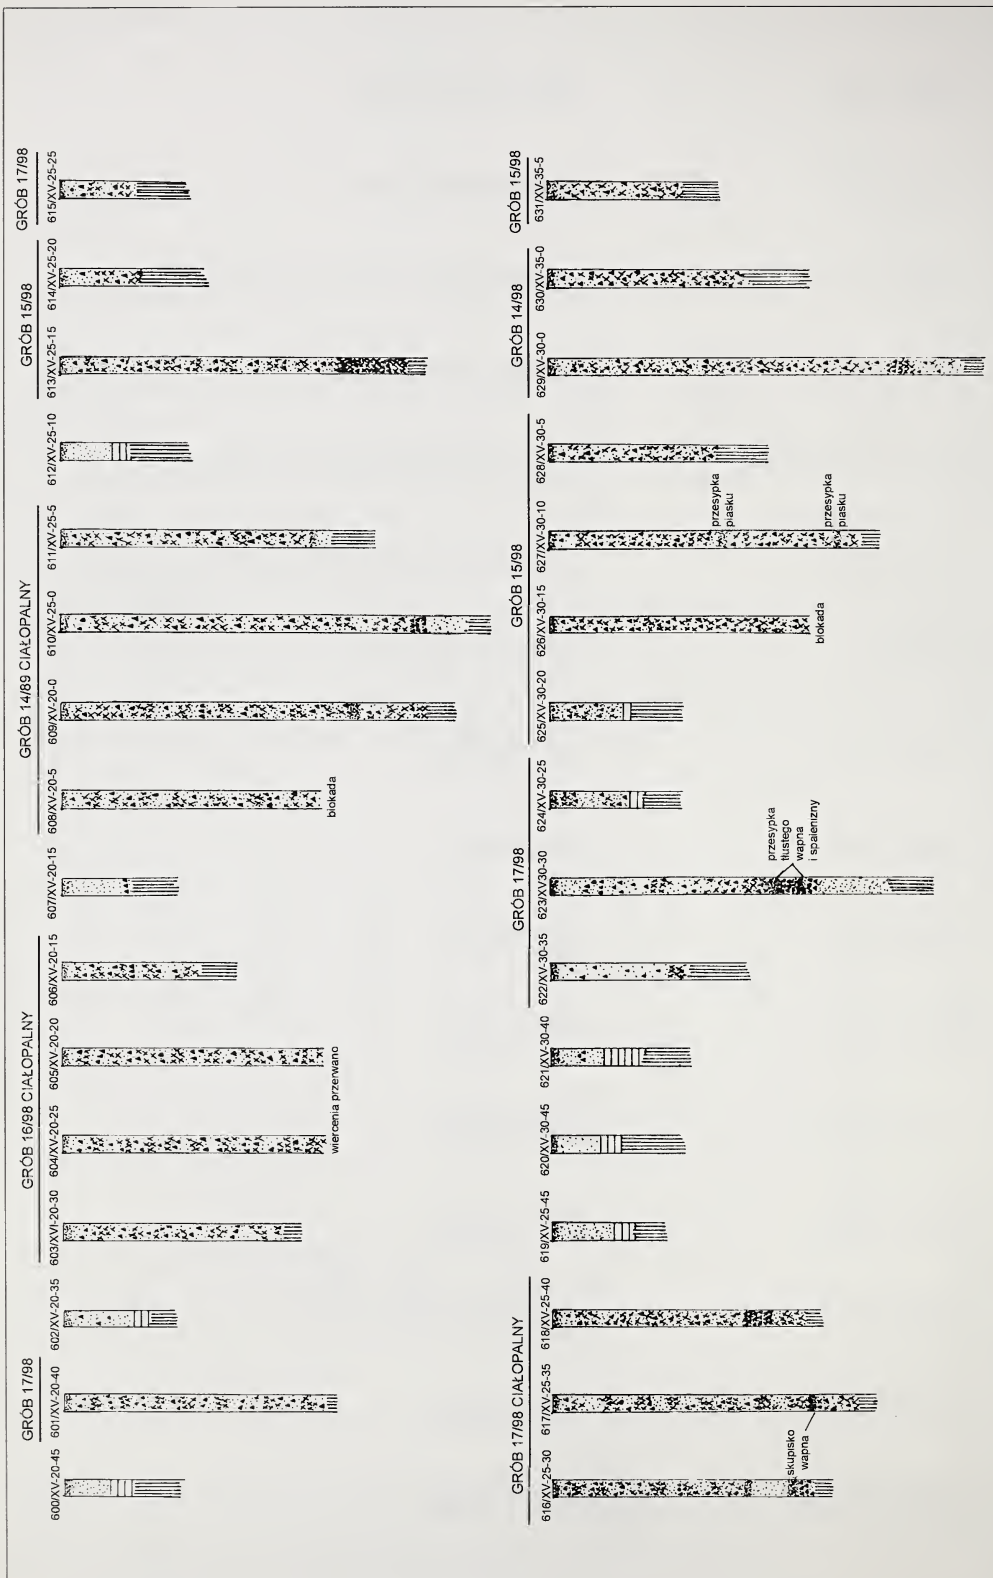 GRÓB 17/98
GRÓB 16/98 CIAŁOPALNY
GRÓB 14/89 CIAŁOPALNY
GRÓB 15/98
GRÓB 17/98
600/XV-20-45
601/XV-20-40
602/XV-20-35
603/XVI-20-30
604/XV-20-25
605/XV-20-20
606/XV-20-15
607/XV-20-15
608/XV-20-5
609/XV-20-0
610/XV-25-0
611/XV-25-5
612/XV-25-10
613/XV-25-15
614/XV-25-20
615/XV-25-25
wiercenia przerwano
blokada
GRÓB 17/98 CIAŁOPALNY
GRÓB 17/98
GRÓB 15/98
GRÓB 14/98
GRÓB 15/98
616/XV-25-30
617/XV-25-35
618/XV-25-40
619/XV-25-45
620/XV-30-45
621/XV-30-40
622/XV-30-35
623/XV30-30
624/XV-30-25
625/XV-30-20
626/XV-30-15
627/XV-30-10
628/XV-30-5
629/XV-30-0
630/XV-35-0
631/XV-35-5
skupisko
wapna
przesypka
tłustego
wapna
i spalenizny
blokada
przesypka
piasku
przesypka
piasku